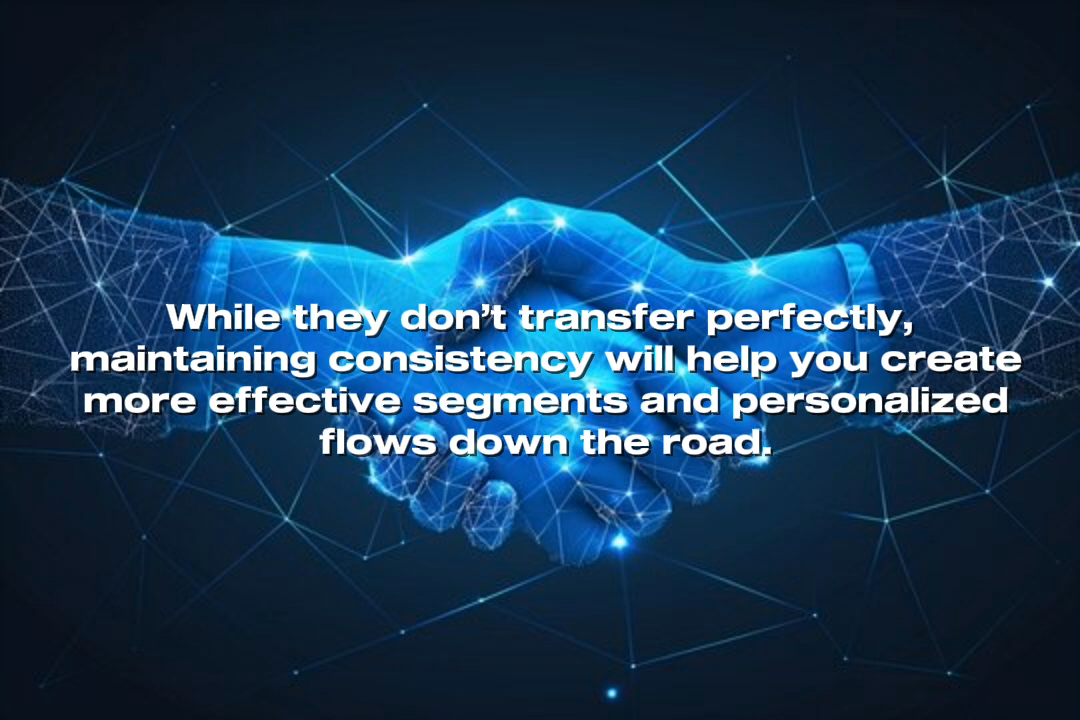 While they don’t transfer perfectly,
maintaining consistency will help you create
more effective segments and personalized
flows down the road.